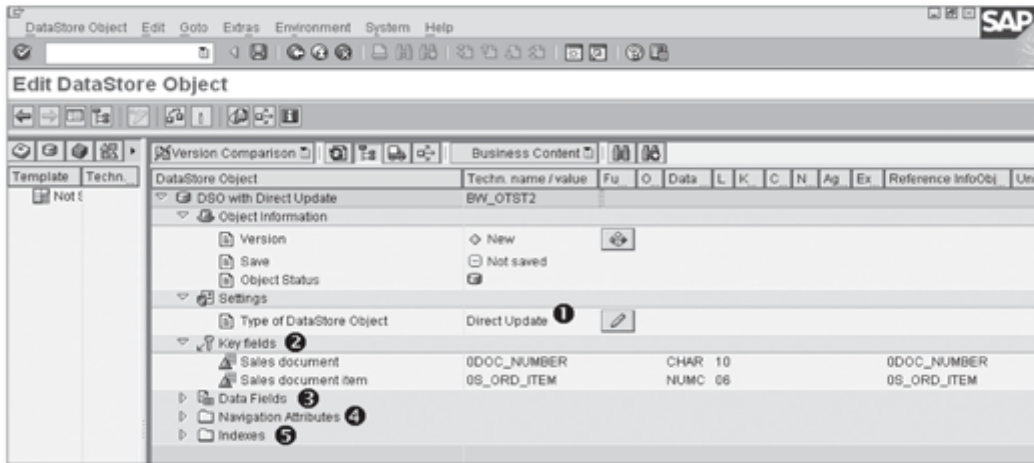 DataStore Object Edit Goto Extras Environment System Help
SAP
Edit DataStore Object
Version Comparison Business Content
Template Techn.
DataStore Object Techn. name / value Fu O Data L K C N Ag Ex Reference InfoObj
Not
DSO with Direct Update BW_OTST2
Object Information
Version New
Save Not saved
Object Status
Settings
Type of DataStore Object Direct Update 1
Key fields 2
Sales document 0DOC_NUMBER CHAR 10 0DOC_NUMBER
Sales document item 0S_ORD_ITEM NUMC 06 0S_ORD_ITEM
Data Fields 3
Navigation Attributes 4
Indexes 5